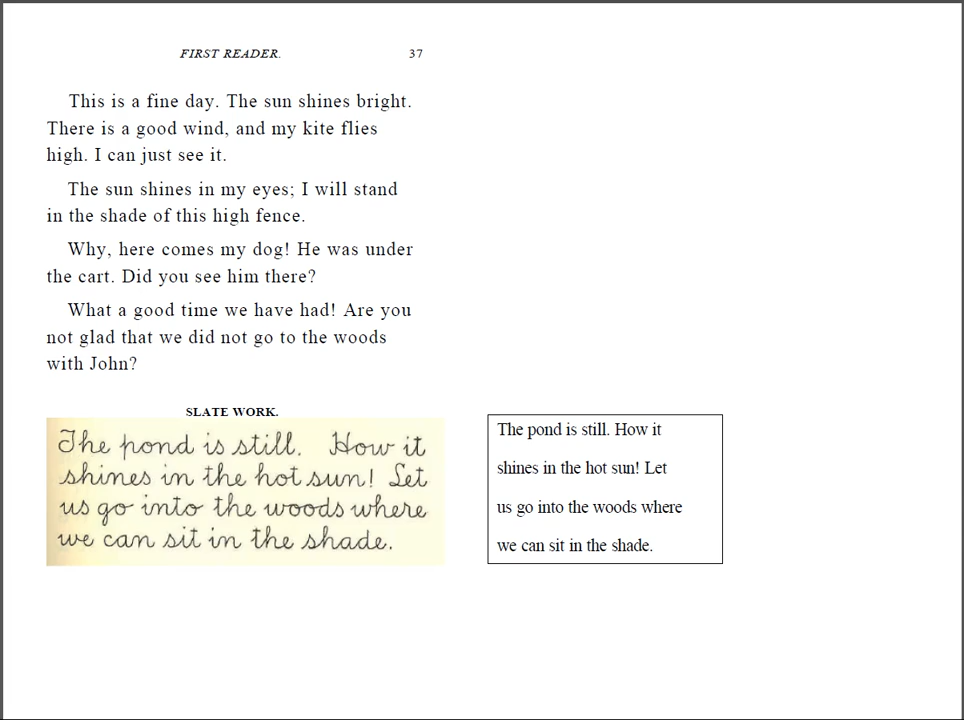 FIRST READER. 37
This is a fine day. The sun shines bright.
There is a good wind, and my kite flies
high. I can just see it.
The sun shines in my eyes; I will stand
in the shade of this high fence.
Why, here comes my dog! He was under
the cart. Did you see him there?
What a good time we have had! Are you
not glad that we did not go to the woods
with John?
SLATE WORK.
The pond is still. How it
shines in the hot sun! Let
us go into the woods where
we can sit in the shade.
The pond is still. How it
shines in the hot sun! Let
us go into the woods where
we can sit in the shade.